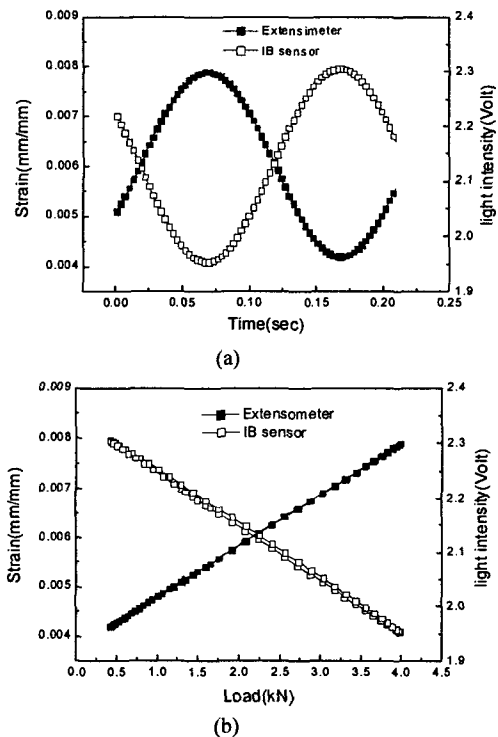 0.009
0.008
0.007
0.006
0.005
0.004
Strain(mm/mm)
Extensimeter
IB sensor
2.4
2.3
2.2
2.1
2.0
1.9
light intensity(Volt)
0.00 0.05 0.10 0.15 0.20 0.25
Time(sec)
(a)
0.009
0.008
0.007
0.006
0.005
0.004
Strain(mm/mm)
Extensometer
IB sensor
2.4
2.3
2.2
2.1
2.0
1.9
light intensity(Volt)
0.0 0.5 1.0 1.5 2.0 2.5 3.0 3.5 4.0 4.5
Load(kN)
(b)